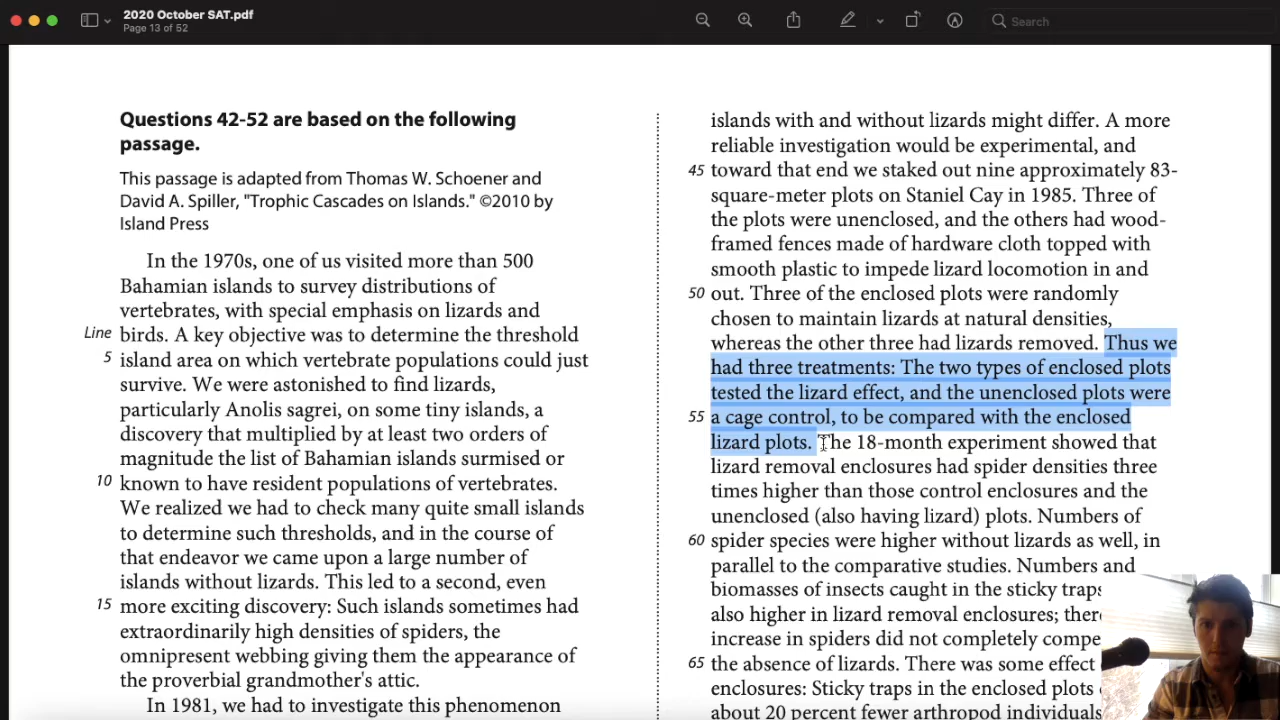 2020 October SAT.pdf
Page 13 of 52
Search
Questions 42-52 are based on the following
passage.
This passage is adapted from Thomas W. Schoener and
David A. Spiller, "Trophic Cascades on Islands." ©2010 by
Island Press
In the 1970s, one of us visited more than 500
Bahamian islands to survey distributions of
vertebrates, with special emphasis on lizards and
Line birds. A key objective was to determine the threshold
5 island area on which vertebrate populations could just
survive. We were astonished to find lizards,
particularly Anolis sagrei, on some tiny islands, a
discovery that multiplied by at least two orders of
magnitude the list of Bahamian islands surmised or
10 known to have resident populations of vertebrates.
We realized we had to check many quite small islands
to determine such thresholds, and in the course of
that endeavor we came upon a large number of
islands without lizards. This led to a second, even
15 more exciting discovery: Such islands sometimes had
extraordinarily high densities of spiders, the
omnipresent webbing giving them the appearance of
the proverbial grandmother's attic.
In 1981, we had to investigate this phenomenon
islands with and without lizards might differ. A more
reliable investigation would be experimental, and
45 toward that end we staked out nine approximately 83-
square-meter plots on Staniel Cay in 1985. Three of
the plots were unenclosed, and the others had wood-
framed fences made of hardware cloth topped with
smooth plastic to impede lizard locomotion in and
50 out. Three of the enclosed plots were randomly
chosen to maintain lizards at natural densities,
whereas the other three had lizards removed. Thus we
had three treatments: The two types of enclosed plots
tested the lizard effect, and the unenclosed plots were
55 a cage control, to be compared with the enclosed
lizard plots. The 18-month experiment showed that
lizard removal enclosures had spider densities three
times higher than those control enclosures and the
unenclosed (also having lizard) plots. Numbers of
60 spider species were higher without lizards as well, in
parallel to the comparative studies. Numbers and
biomasses of insects caught in the sticky traps
also higher in lizard removal enclosures;
increase in spiders did not completely
65 the absence of lizards. There was some effect
enclosures: Sticky traps in the enclosed plots
about 20 percent fewer arthropod individuals